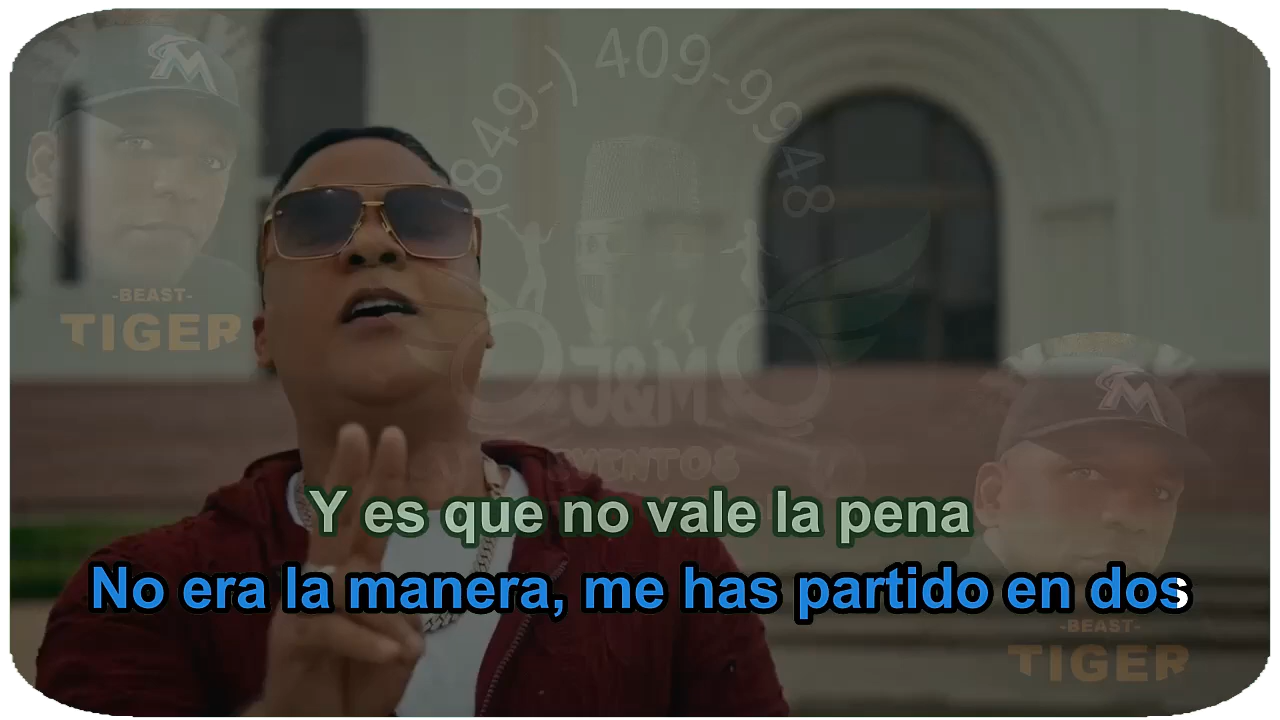 (849-) 409-9948
M
-BEAST-
TIGER
J&M
EVENTOS
M
Y es que no vale la pena
No era la manera, me has partido en dos
-BEAST-
TIGER